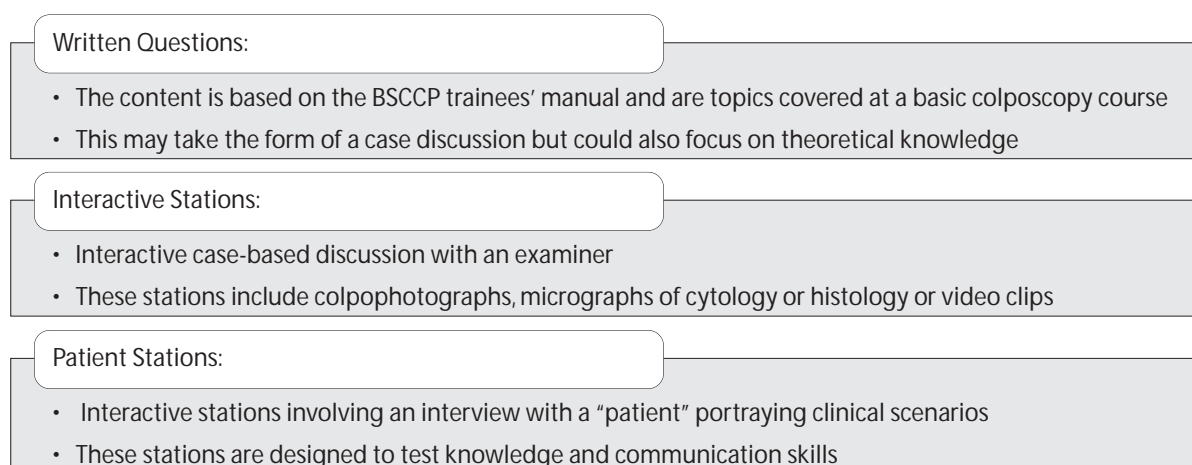 Written Questions:
• The content is based on the BSCCP trainees' manual and are topics covered at a basic colposcopy course
• This may take the form of a case discussion but could also focus on theoretical knowledge
Interactive Stations:
• Interactive case-based discussion with an examiner
• These stations include colpophotographs, micrographs of cytology or histology or video clips
Patient Stations:
• Interactive stations involving an interview with a “patient” portraying clinical scenarios
• These stations are designed to test knowledge and communication skills